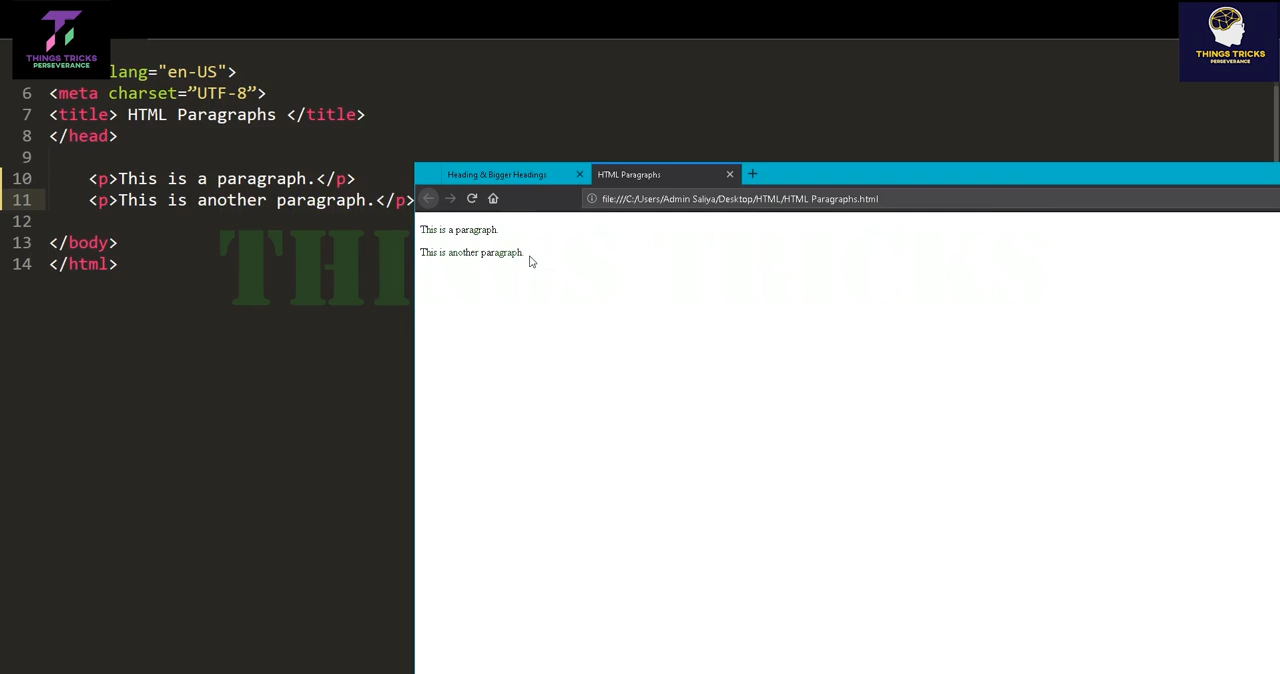 THINGS TRICKS
PERSEVERANCE
THINGS TRICKS
PERSEVERANCE
lang="en-US">
6 <meta charset=”UTF-8”>
7 <title> HTML Paragraphs </title>
8 </head>
9
10 <p>This is a paragraph.</p>
11 <p>This is another paragraph.</p>
12
13 </body>
14 </html>
Heading & Bigger Headings
HTML Paragraphs
file:///C:/Users/Admin Saliya/Desktop/HTML/HTML Paragraphs.html
This is a paragraph.
This is another paragraph.
THINGS TRICKS